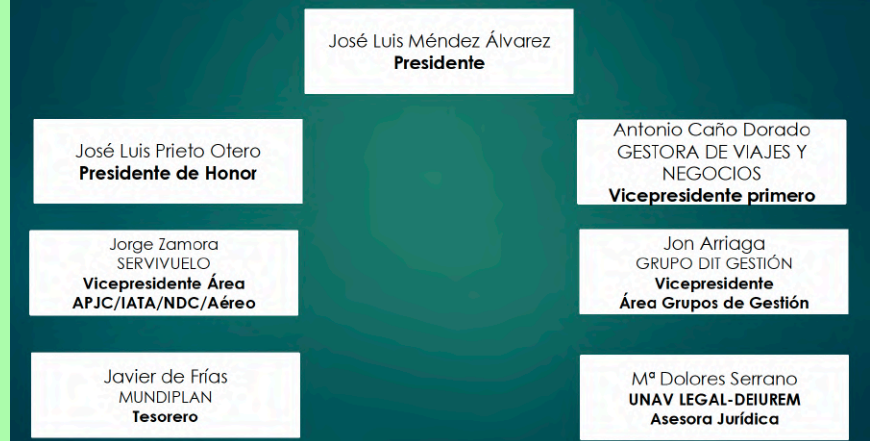 José Luis Méndez Álvarez
Presidente
José Luis Prieto Otero
Presidente de Honor
Antonio Caño Dorado
GESTORA DE VIAJES Y
NEGOCIOS
Vicepresidente primero
Jorge Zamora
SERVIVUELO
Vicepresidente Área
APJC/IATA/NDC/Aéreo
Jon Arriaga
GRUPO DIT GESTIÓN
Vicepresidente
Área Grupos de Gestión
Javier de Frías
MUNDIPLAN
Tesorero
Mª Dolores Serrano
UNAV LEGAL-DEIUREM
Asesora Jurídica